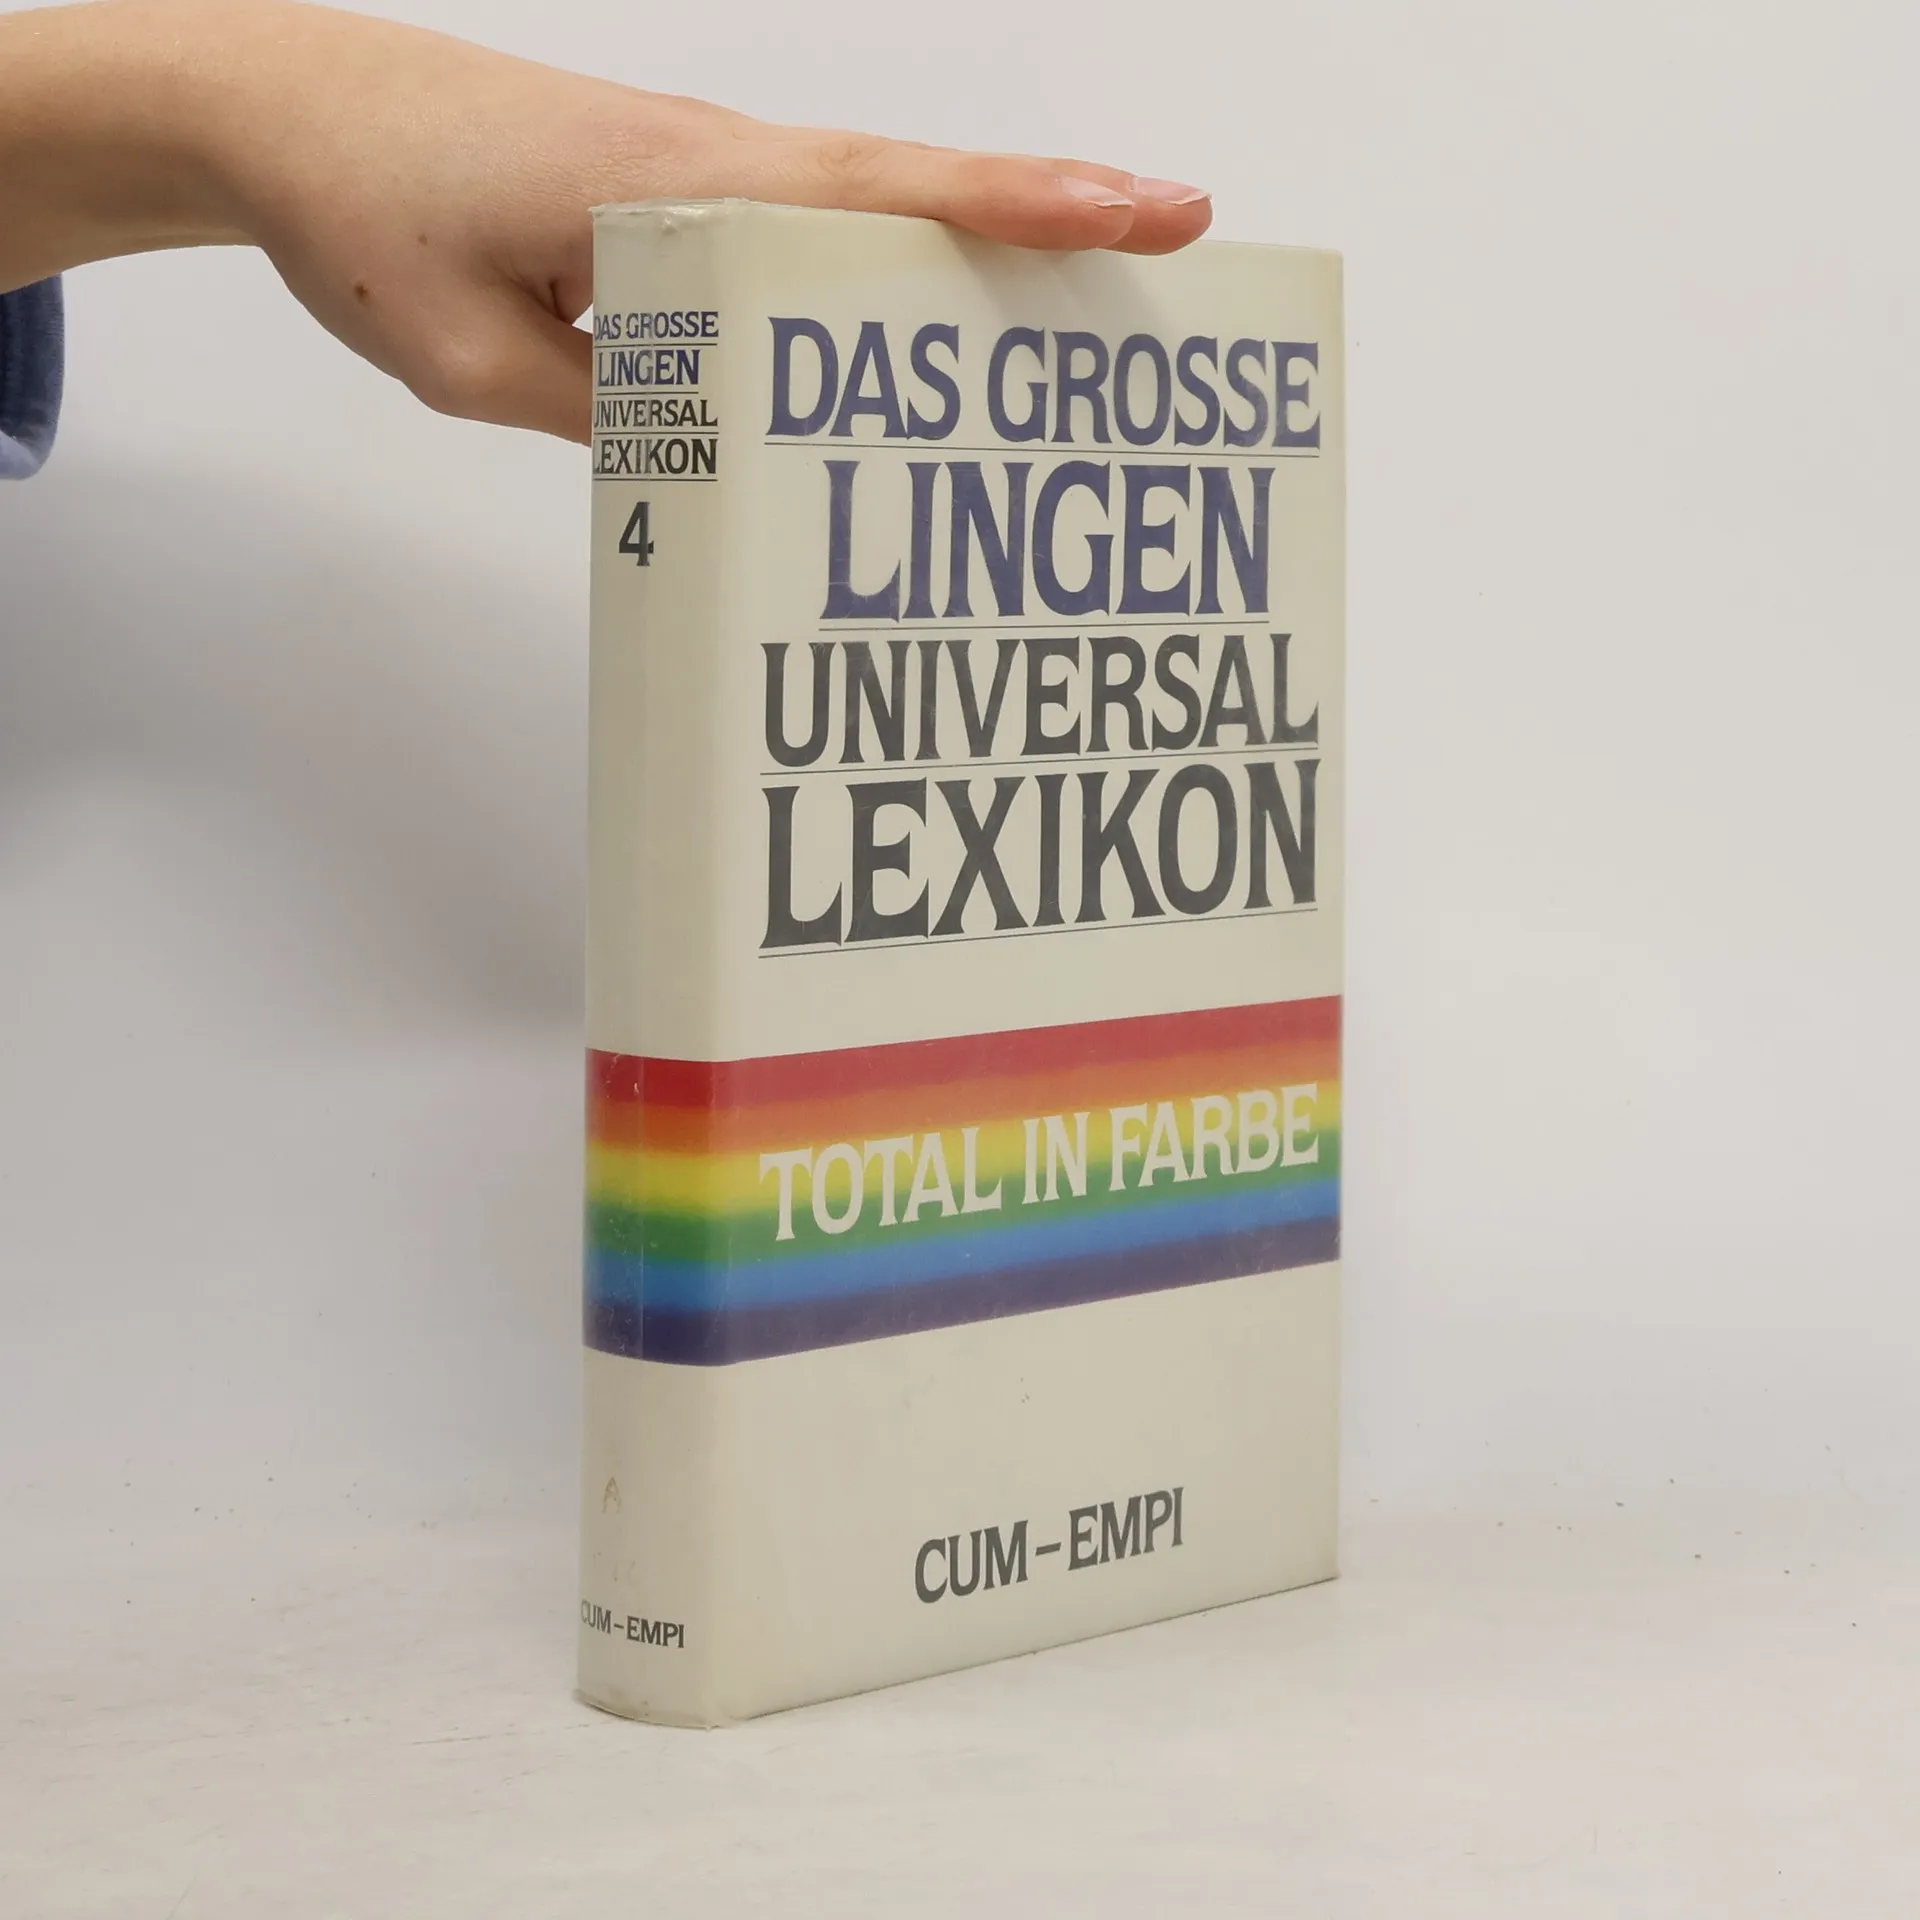 DAS GROSSE
LINGEN
UNIVERSAL
LEXIKON
4
CUM–EMPI
DAS GROSSE
LINGEN
UNIVERSAL
LEXIKON
TOTAL IN FARBE
CUM–EMPI